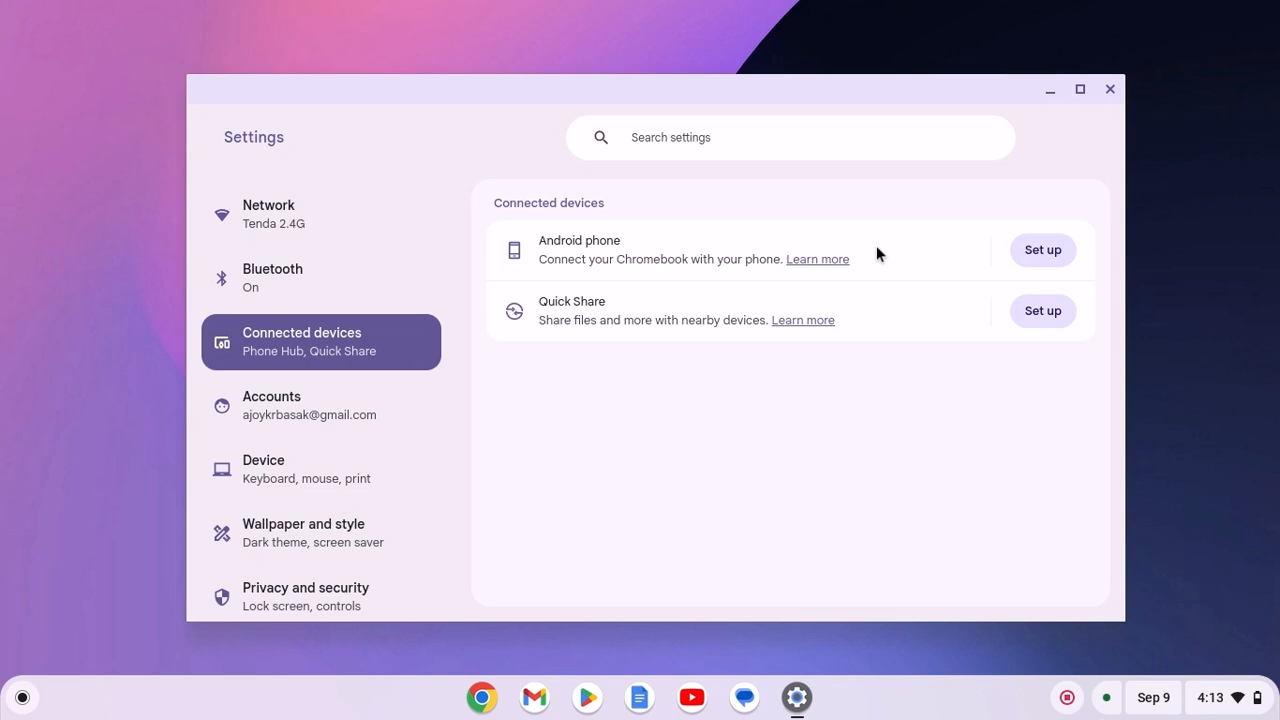 Settings
Search settings
Network
Tenda 2.4G
Bluetooth
On
Connected devices
Phone Hub, Quick Share
Accounts
ajoykrbasak@gmail.com
Device
Keyboard, mouse, print
Wallpaper and style
Dark theme, screen saver
Privacy and security
Lock screen, controls
Connected devices
Android phone
Connect your Chromebook with your phone. Learn more
Set up
Quick Share
Share files and more with nearby devices. Learn more
Set up
Sep 9
4:13